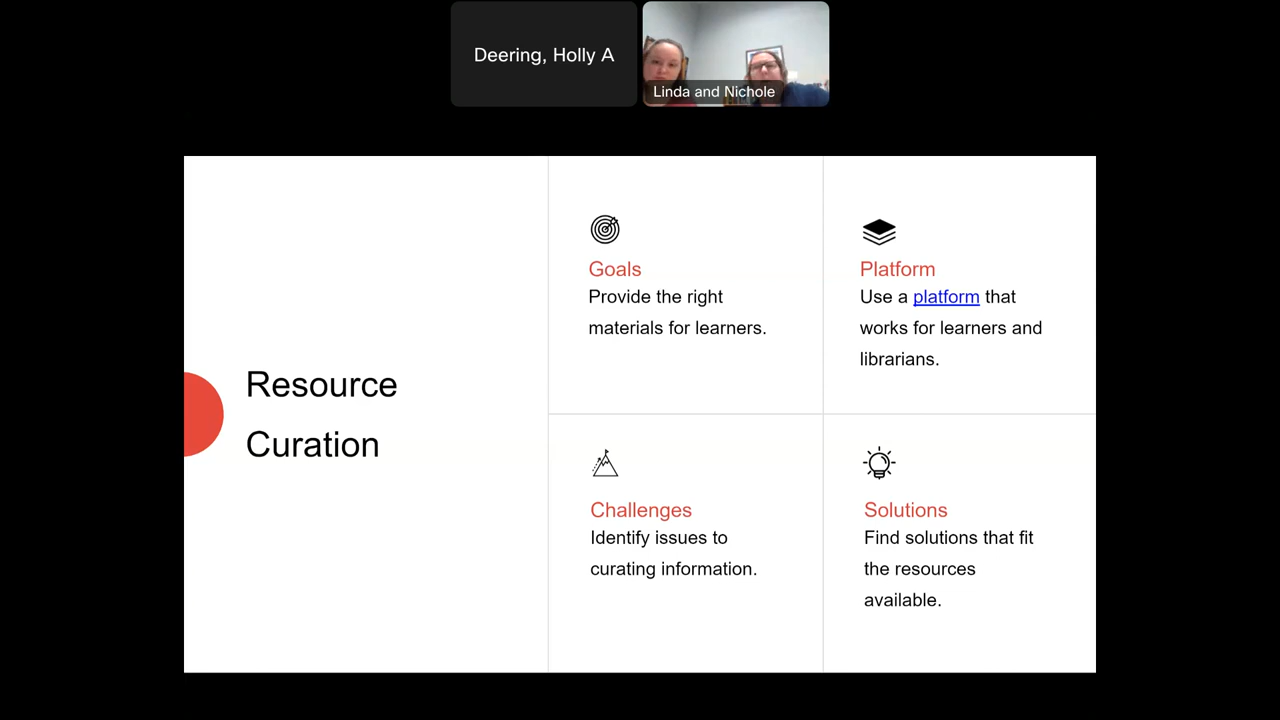 Deering, Holly A
Linda and Nichole
Resource
Curation
Goals
Provide the right
materials for learners.
Platform
Use a platform that
works for learners and
librarians.
Challenges
Identify issues to
curating information.
Solutions
Find solutions that fit
the resources
available.